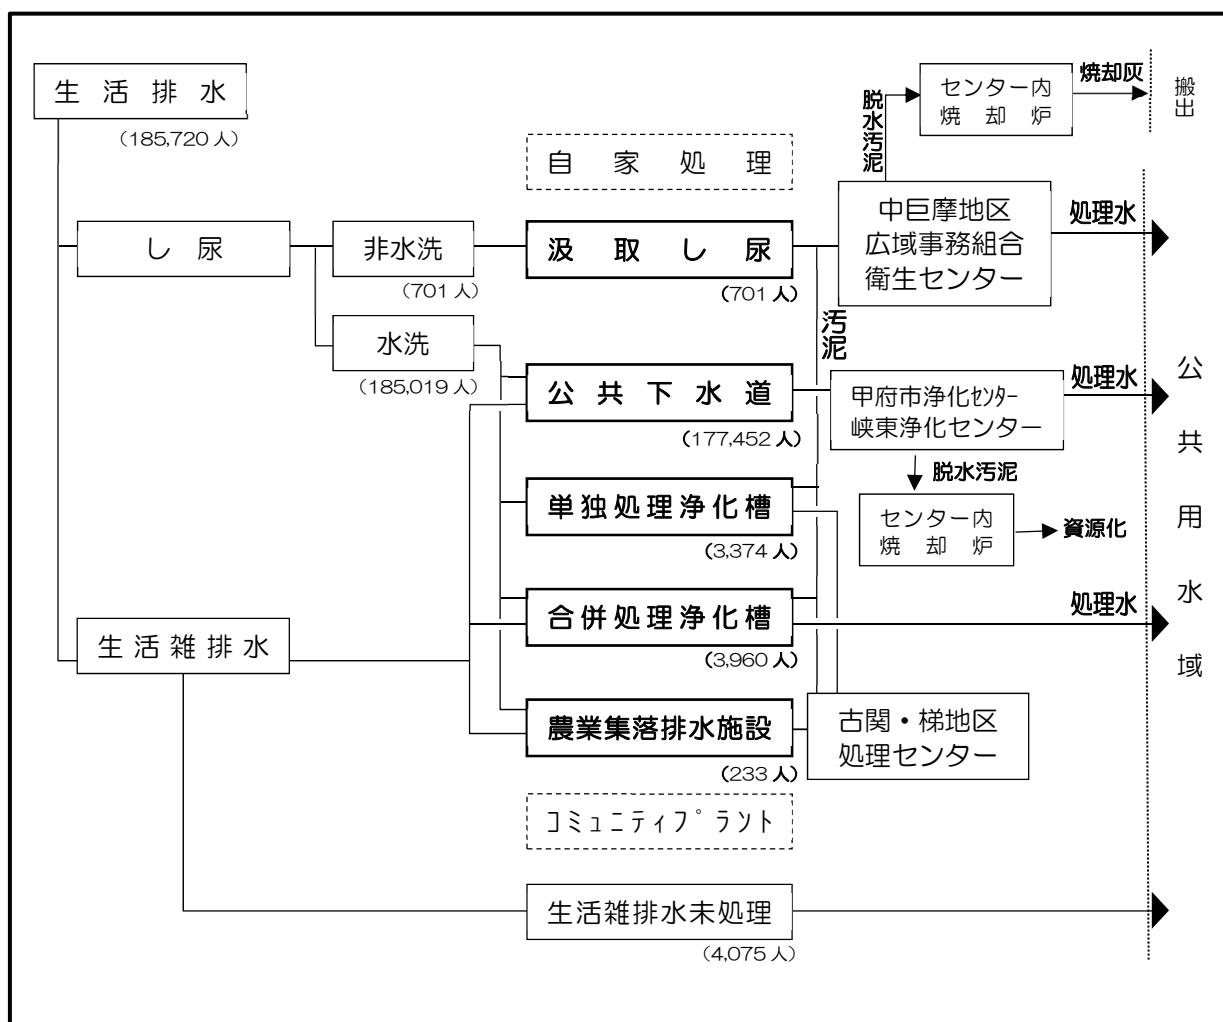 生活排水
（185,720人）
自家処理
脱水汚泥
センター内
焼却炉
焼却灰
搬出
し尿
非水洗
（701人）
汲取し尿
（701人）
中巨摩地区
広域事務組合
衛生センター
処理水
水洗
（185,019人）
汚泥
公共下水道
（177,452人）
甲府市浄化センター
峡東浄化センター
処理水
脱水汚泥
単独処理浄化槽
（3,374人）
センター内
焼却炉
資源化
公共用水域
合併処理浄化槽
（3,960人）
処理水
生活雑排水
農業集落排水施設
（233人）
古関・梯地区
処理センター
コミュニティプラント
生活雑排水未処理
（4,075人）